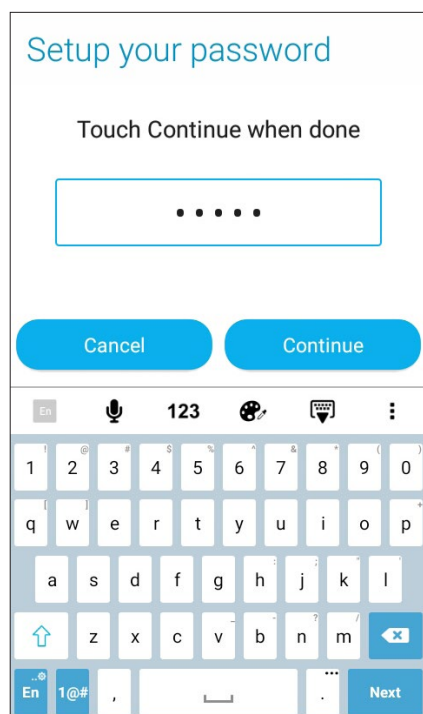 Setup your password
Touch Continue when done
•••••
Cancel Continue
En 123
! @ # $ % ^ & * ( )
1 2 3 4 5 6 7 8 9 0
[ ] +
q w e r t y u i o p
: ;
a s d f g h j k l
_ - ? /
z x c v b n m
En 1@# , . Next